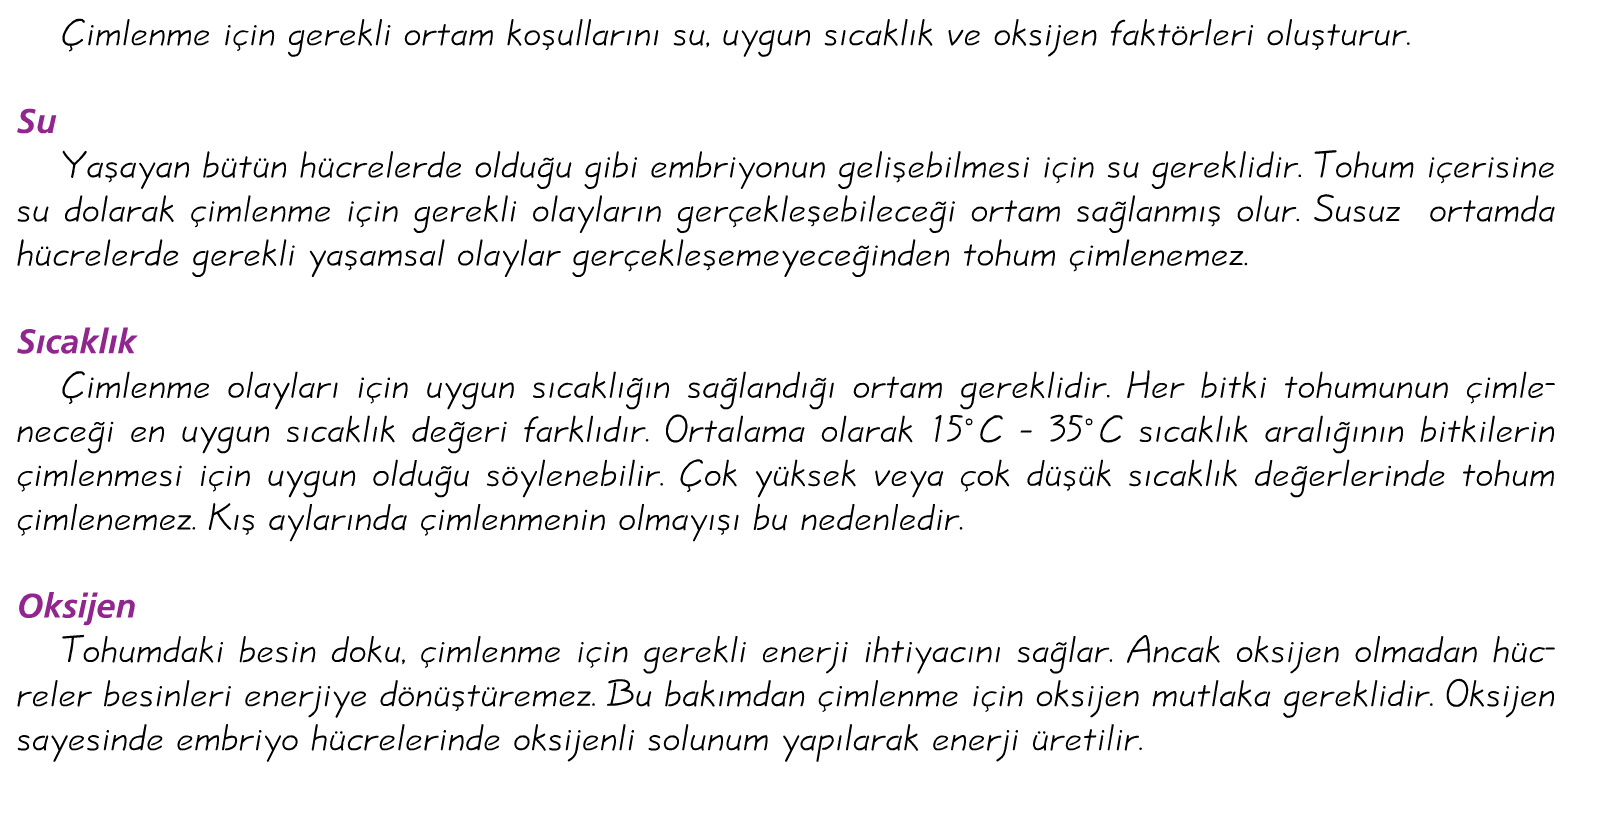 Çimlenme için gerekli ortam koşullarını su, uygun sıcaklık ve oksijen faktörleri oluşturur.
Su
Yaşayan bütün hücrelerde olduğu gibi embriyonun gelişebilmesi için su gereklidir. Tohum içerisine
su dolarak çimlenme için gerekli olayların gerçekleşebileceği ortam sağlanmış olur. Susuz ortamda
hücrelerde gerekli yaşamsal olaylar gerçekleşemeyeceğinden tohum çimlenemez.
Sıcaklık
Çimlenme olayları için uygun sıcaklığın sağlandığı ortam gereklidir. Her bitki tohumunun çimle-
neceği en uygun sıcaklık değeri farklıdır. Ortalama olarak 15°C - 35°C sıcaklık aralığının bitkilerin
çimlenmesi için uygun olduğu söylenebilir. Çok yüksek veya çok düşük sıcaklık değerlerinde tohum
çimlenemez. Kış aylarında çimlenmenin olmayışı bu nedenledir.
Oksijen
Tohumdaki besin doku, çimlenme için gerekli enerji ihtiyacını sağlar. Ancak oksijen olmadan hüc-
reler besinleri enerjiye dönüştüremez. Bu bakımdan çimlenme için oksijen mutlaka gereklidir. Oksijen
sayesinde embriyo hücrelerinde oksijenli solunum yapılarak enerji üretilir.